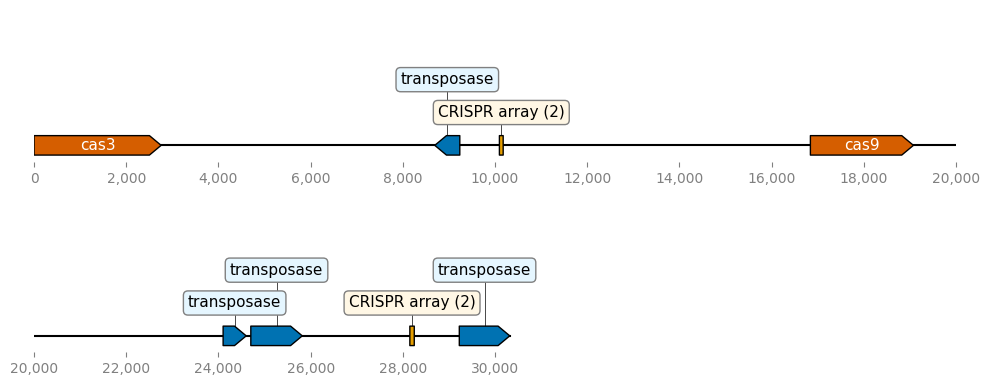 transposase
CRISPR array (2)
cas3 cas9
0 2,000 4,000 6,000 8,000 10,000 12,000 14,000 16,000 18,000 20,000
transposase transposase
transposase CRISPR array (2)
20,000 22,000 24,000 26,000 28,000 30,000